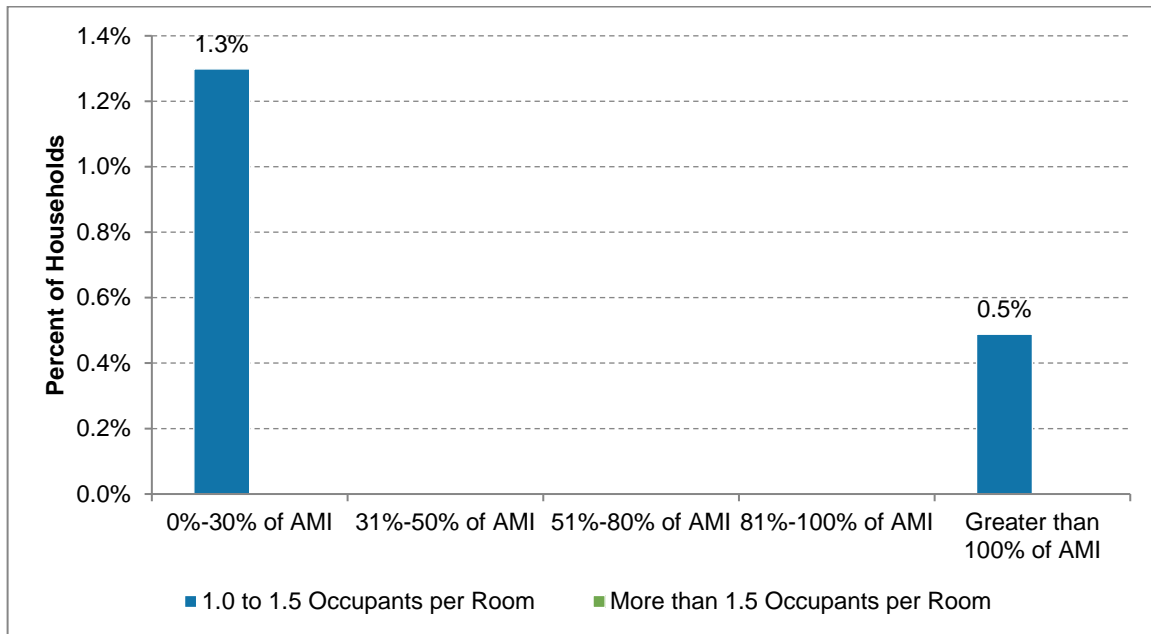 Percent of Households
1.4%
1.2%
1.0%
0.8%
0.6%
0.4%
0.2%
0.0%
1.3%
0.5%
0%-30% of AMI
31%-50% of AMI
51%-80% of AMI
81%-100% of AMI
Greater than
100% of AMI
1.0 to 1.5 Occupants per Room
More than 1.5 Occupants per Room